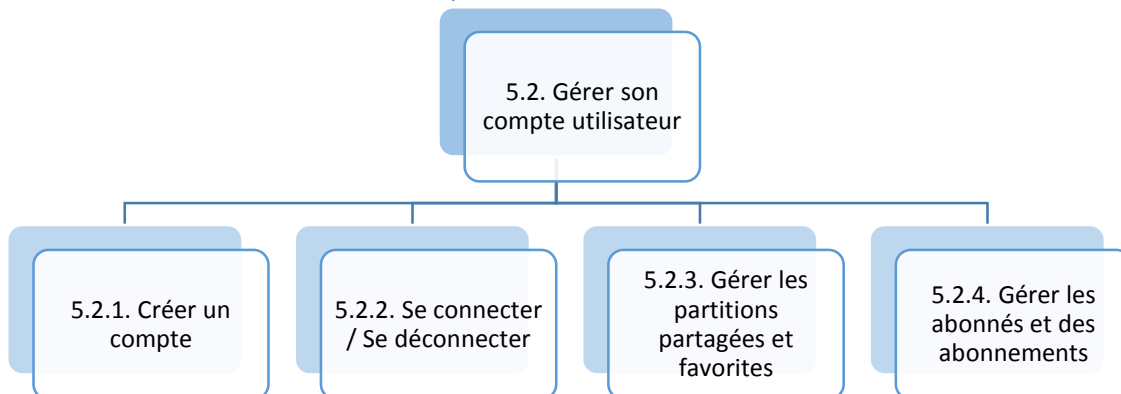 5.2. Gérer son
compte utilisateur
5.2.1. Créer un
compte
5.2.2. Se connecter
/ Se déconnecter
5.2.3. Gérer les
partitions
partagées et
favorites
5.2.4. Gérer les
abonnés et des
abonnements